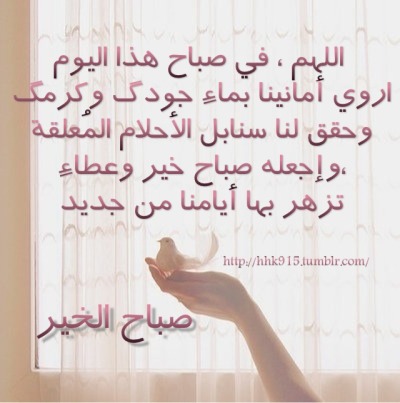 اللهم ، في صباح هذا اليوم
اروي أمانينا بماءٍ جودگ وكرمگ
وحقق لنا سنابل الأحلام المُعلقة
،وإجعله صباح خير وعطاءٍ
تزهر بها أيامنا من جديد
http://hhk915.tumblr.com/
صباح الخير